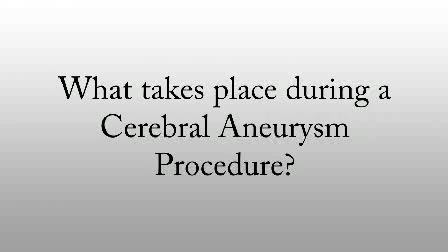 What takes place during a
Cerebral Aneurysm
Procedure?